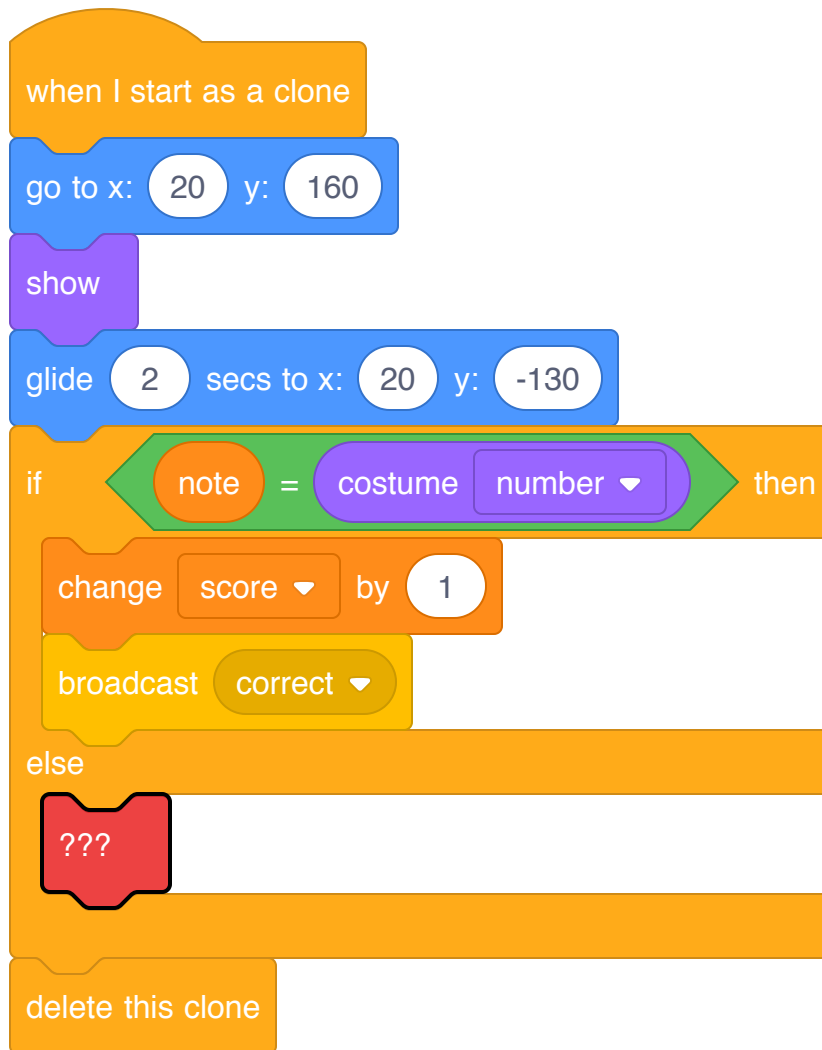 when I start as a clone
go to x: 20 y: 160
show
glide 2 secs to x: 20 y: -130
if note = costume number then
change score by 1
broadcast correct
else
???
delete this clone